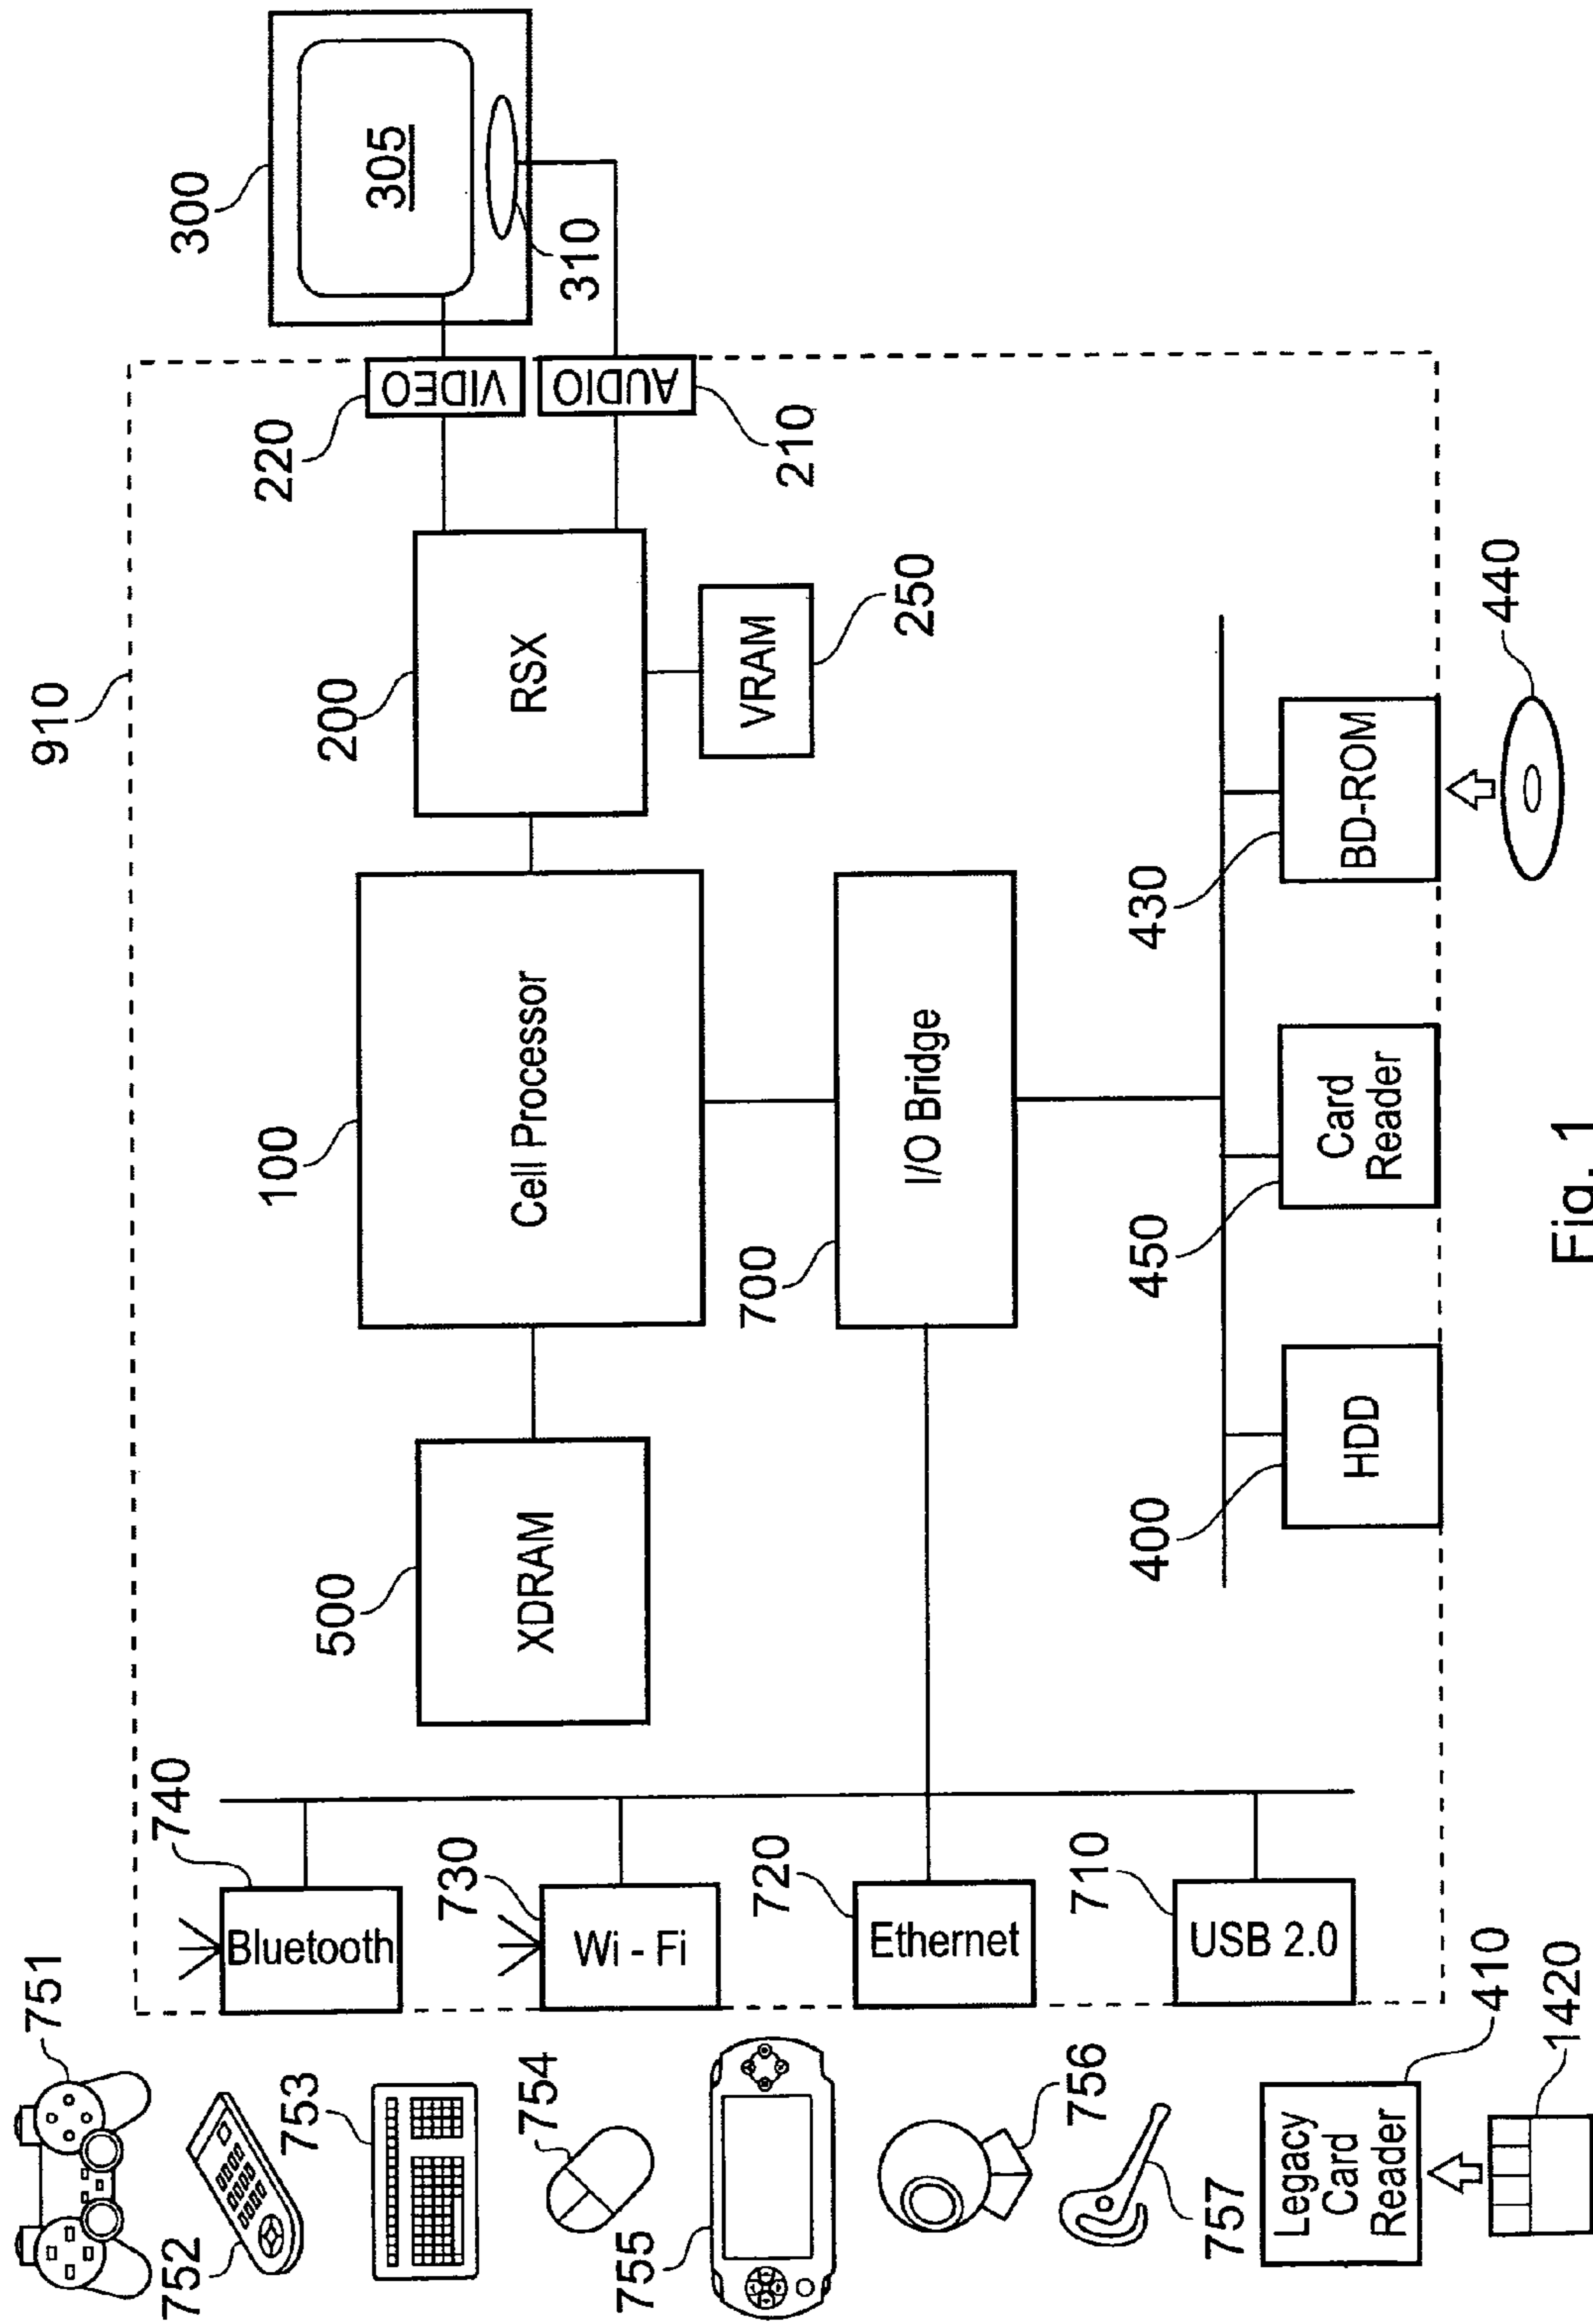 910
300
305
310
220
VIDEO
AUDIO
210
200
RSX
VRAM
250
100
Cell Processor
500
XDRAM
700
I/O Bridge
430
BD-ROM
440
450
Card
Reader
400
HDD
740
Bluetooth
730
Wi - Fi
720
Ethernet
710
USB 2.0
751
752
753
754
755
756
757
410
Legacy
Card
Reader
1420
Fig. 1